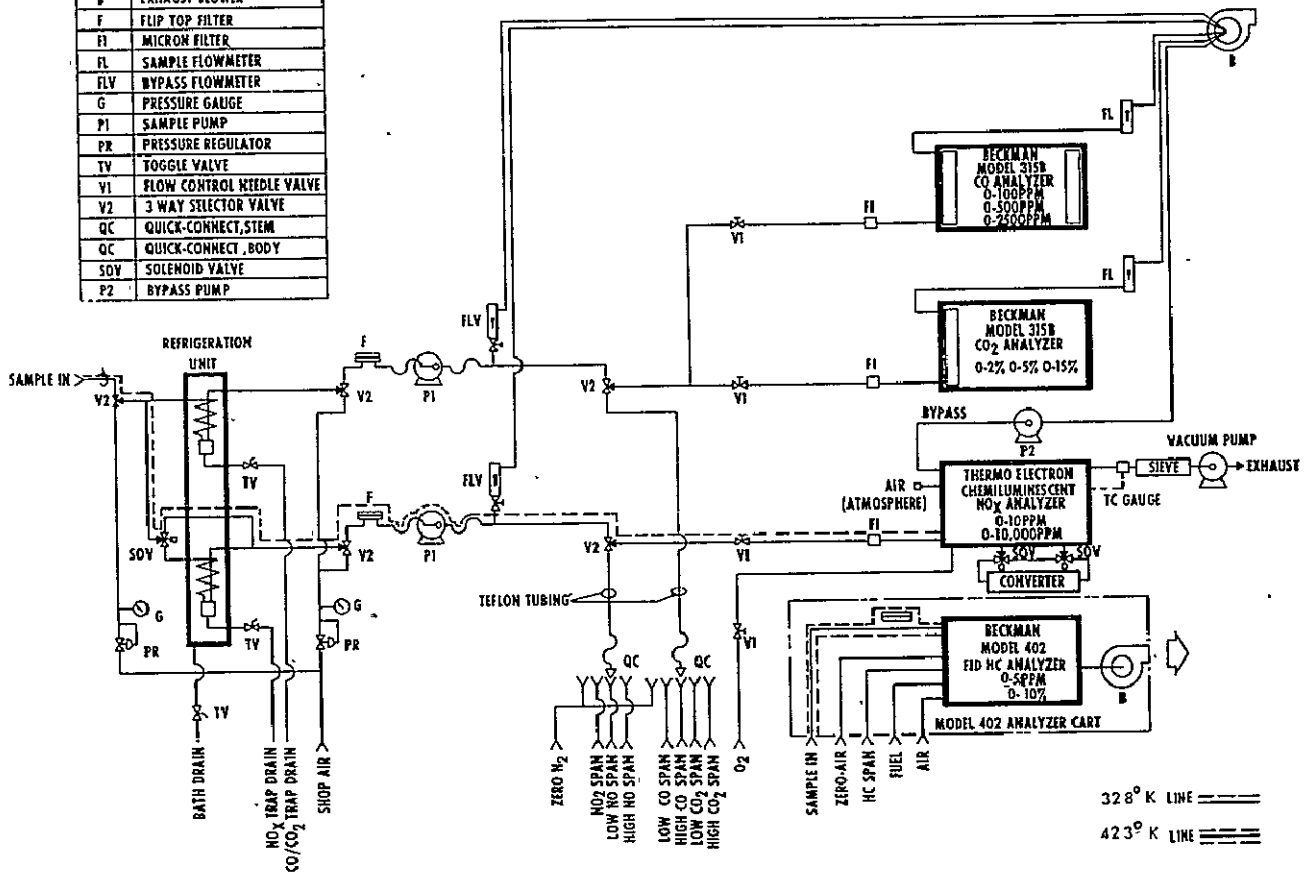 B EXHAUST BLOWER
F FLIP TOP FILTER
FI MICRON FILTER
FL SAMPLE FLOWMETER
FLV BYPASS FLOWMETER
G PRESSURE GAUGE
P1 SAMPLE PUMP
PR PRESSURE REGULATOR
TV TOGGLE VALVE
V1 FLOW CONTROL NEEDLE VALVE
V2 3 WAY SELECTOR VALVE
QC QUICK-CONNECT, STEM
QC QUICK-CONNECT, BODY
SOV SOLENOID VALVE
P2 BYPASS PUMP
B
FL
BECKMAN
MODEL 315B
CO ANALYZER
0-100PPM
0-500PPM
0-2500PPM
FI
V1
FL
BECKMAN
MODEL 315B
CO2 ANALYZER
0-2% 0-5% 0-15%
FI
V1
FLV
F
P1
V2
V2
REFRIGERATION
UNIT
SAMPLE IN
V2
TV
SOV
G
PR
TV
TV
FLV
F
P1
V2
G
PR
V2
V1
FI
BYPASS
P2
VACUUM PUMP
AIR
(ATMOSPHERE)
THERMO ELECTRON
CHEMILUMINESCENT
NOX ANALYZER
0-10PPM
0-10,000PPM
SIEVE
EXHAUST
TC GAUGE
SOV
SOV
CONVERTER
TEFLON TUBING
V1
QC
QC
BECKMAN
MODEL 402
FID HC ANALYZER
0-5PPM
0-10%
B
MODEL 402 ANALYZER CART
BATH DRAIN
NOX TRAP DRAIN
CO/CO2 TRAP DRAIN
SHOP AIR
ZERO N2
NO2 SPAN
LOW NO SPAN
HIGH NO SPAN
LOW CO SPAN
HIGH CO SPAN
LOW CO2 SPAN
HIGH CO2 SPAN
O2
SAMPLE IN
ZERO-AIR
HC SPAN
FUEL
AIR
328° K LINE
423° K LINE